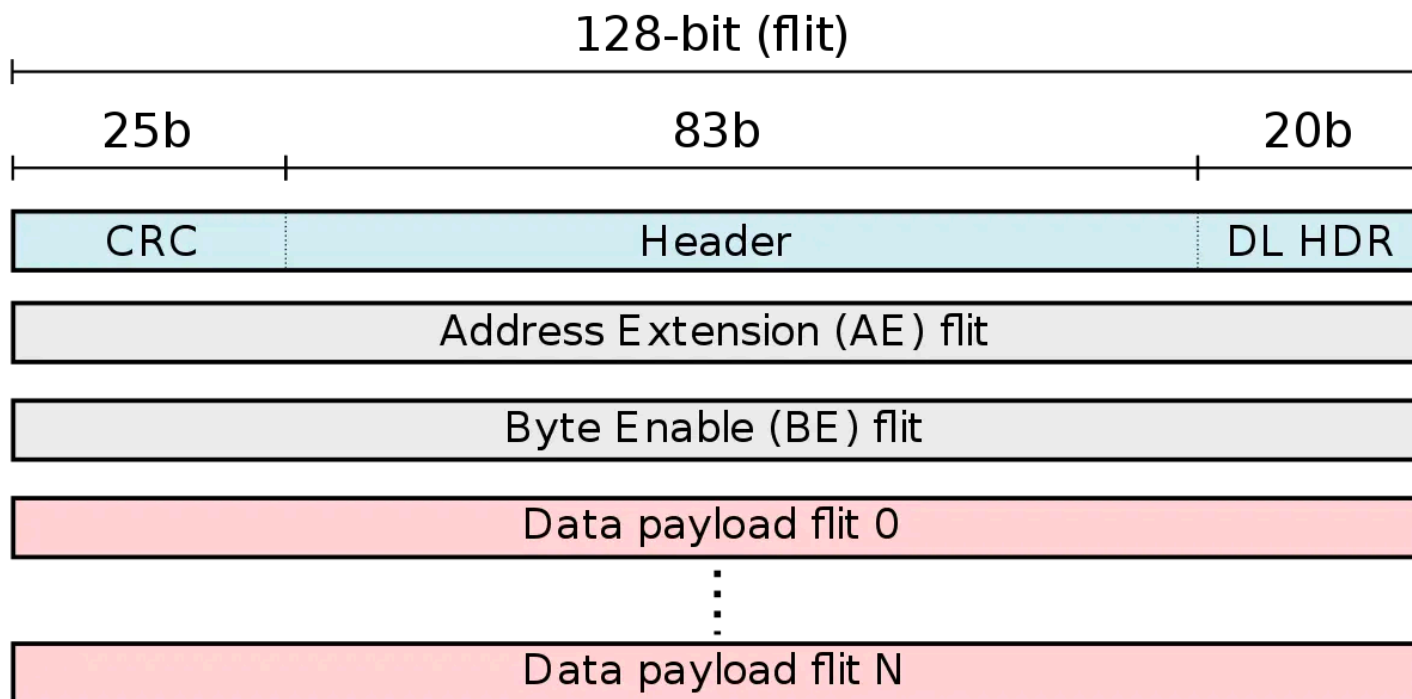 128-bit (flit)
25b 83b 20b
CRC Header DL HDR
Address Extension (AE) flit
Byte Enable (BE) flit
Data payload flit 0
Data payload flit N